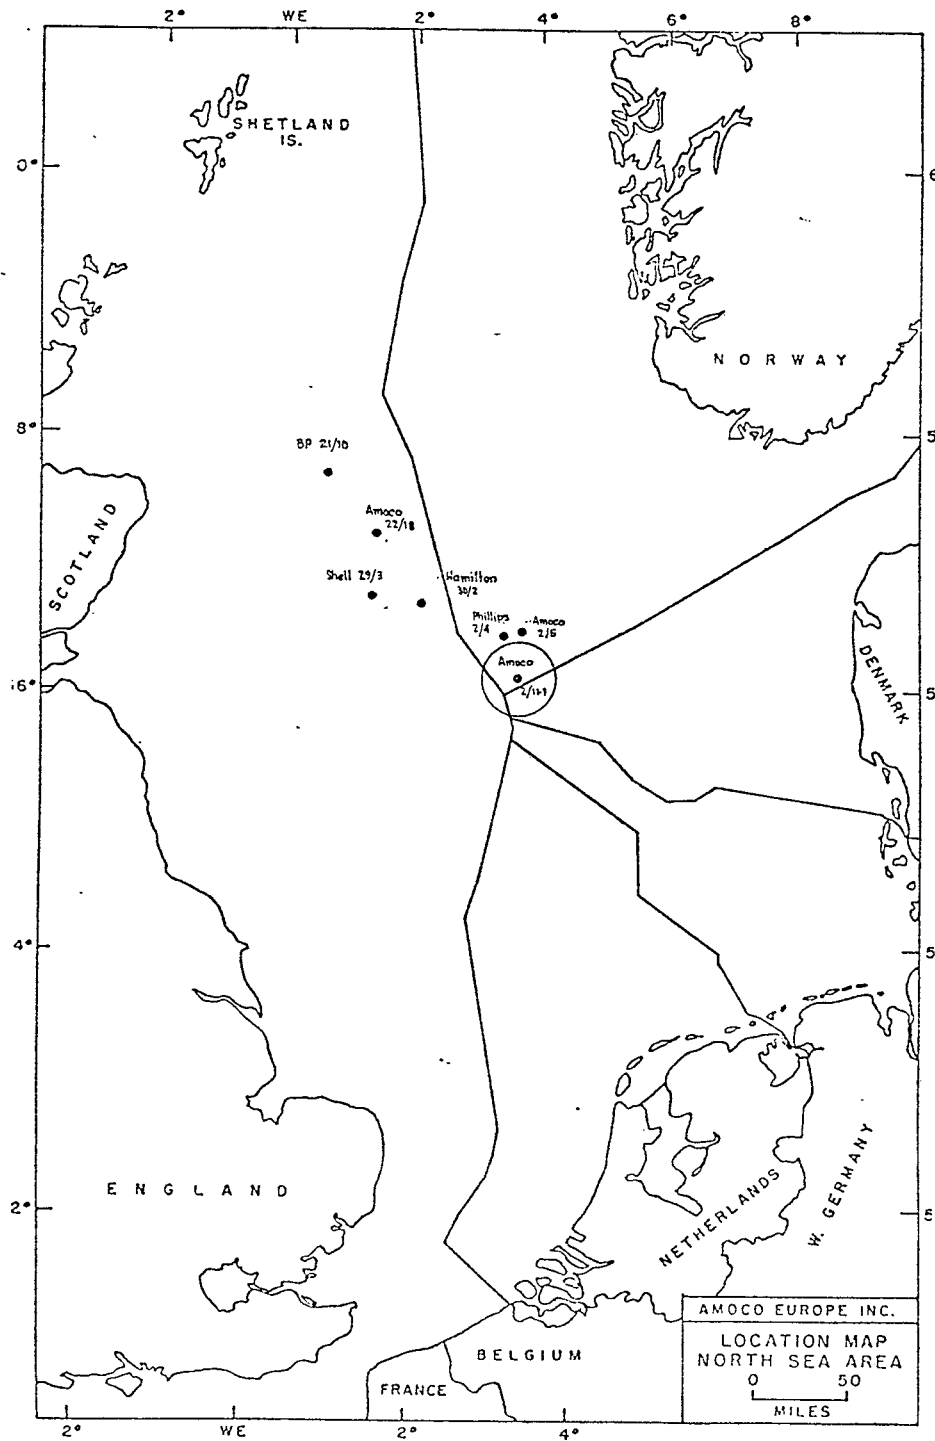 2° WE 2° 4° 6° 8°
SHETLAND
IS.
0° 6
NORWAY
8° 5
BP 21/10
Amoco
22/18
SCOTLAND
Shell 29/3
Hamilton
30/2
Phillips
2/4
Amoco
2/5
Amoco
6° 5
DENMARK
4° 5
ENGLAND
2° 5
NETHERLANDS
W. GERMANY
AMOCO EUROPE INC.
LOCATION MAP
NORTH SEA AREA
0 50
MILES
BELGIUM
FRANCE
2° WE 2° 4°